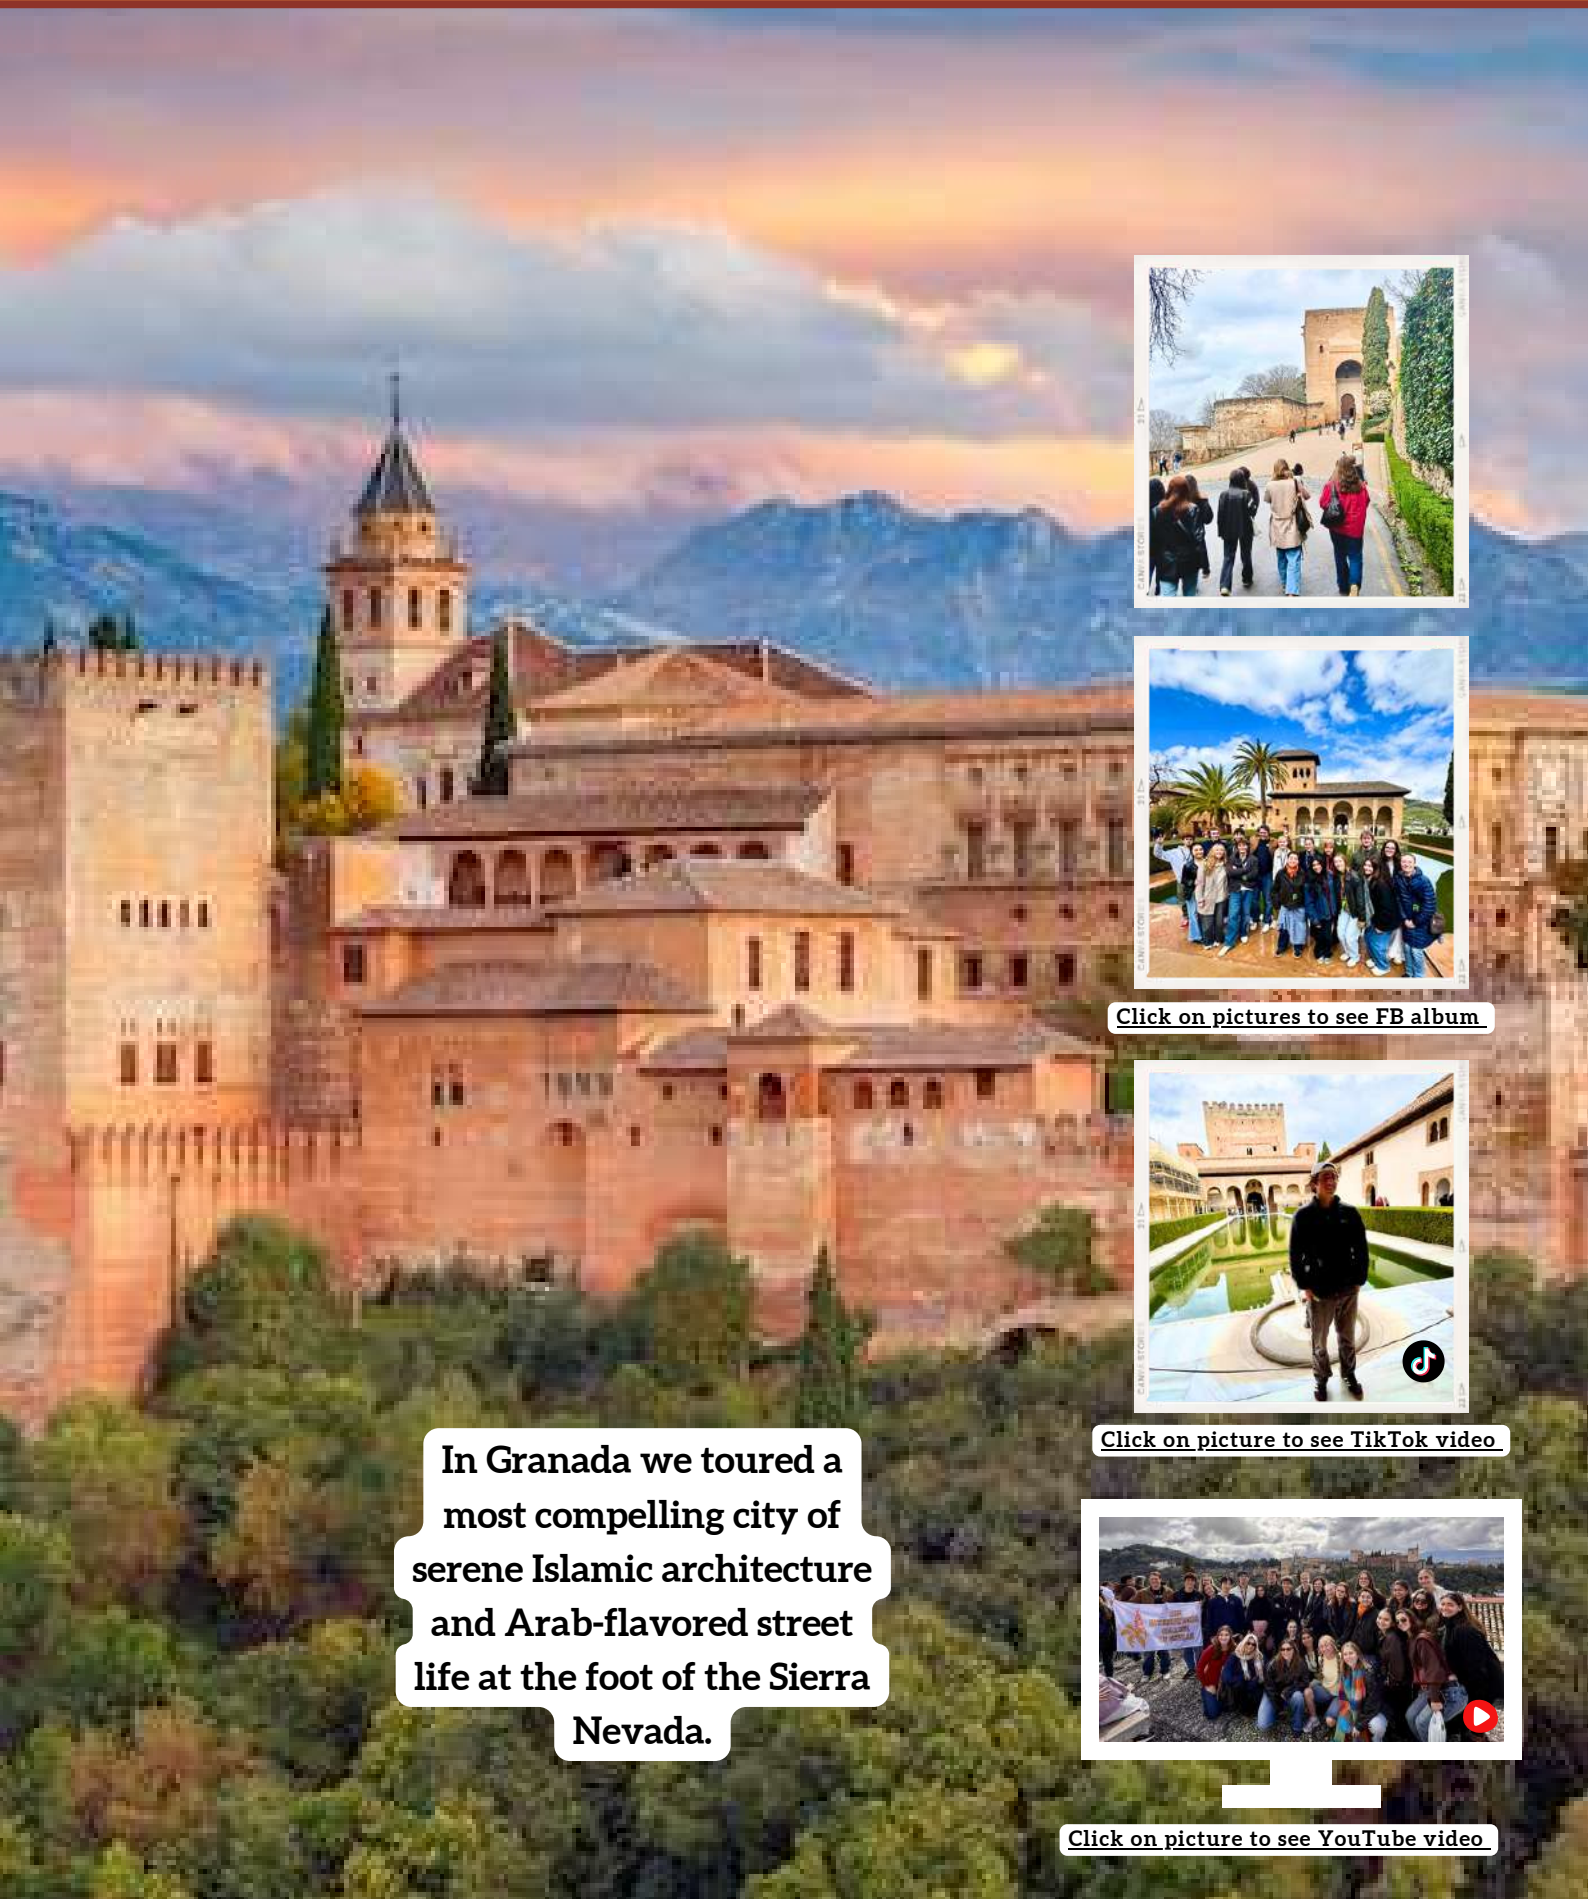 Click on pictures to see FB album
Click on picture to see TikTok video
In Granada we toured a
most compelling city of
serene Islamic architecture
and Arab-flavored street
life at the foot of the Sierra
Nevada.
Click on picture to see YouTube video